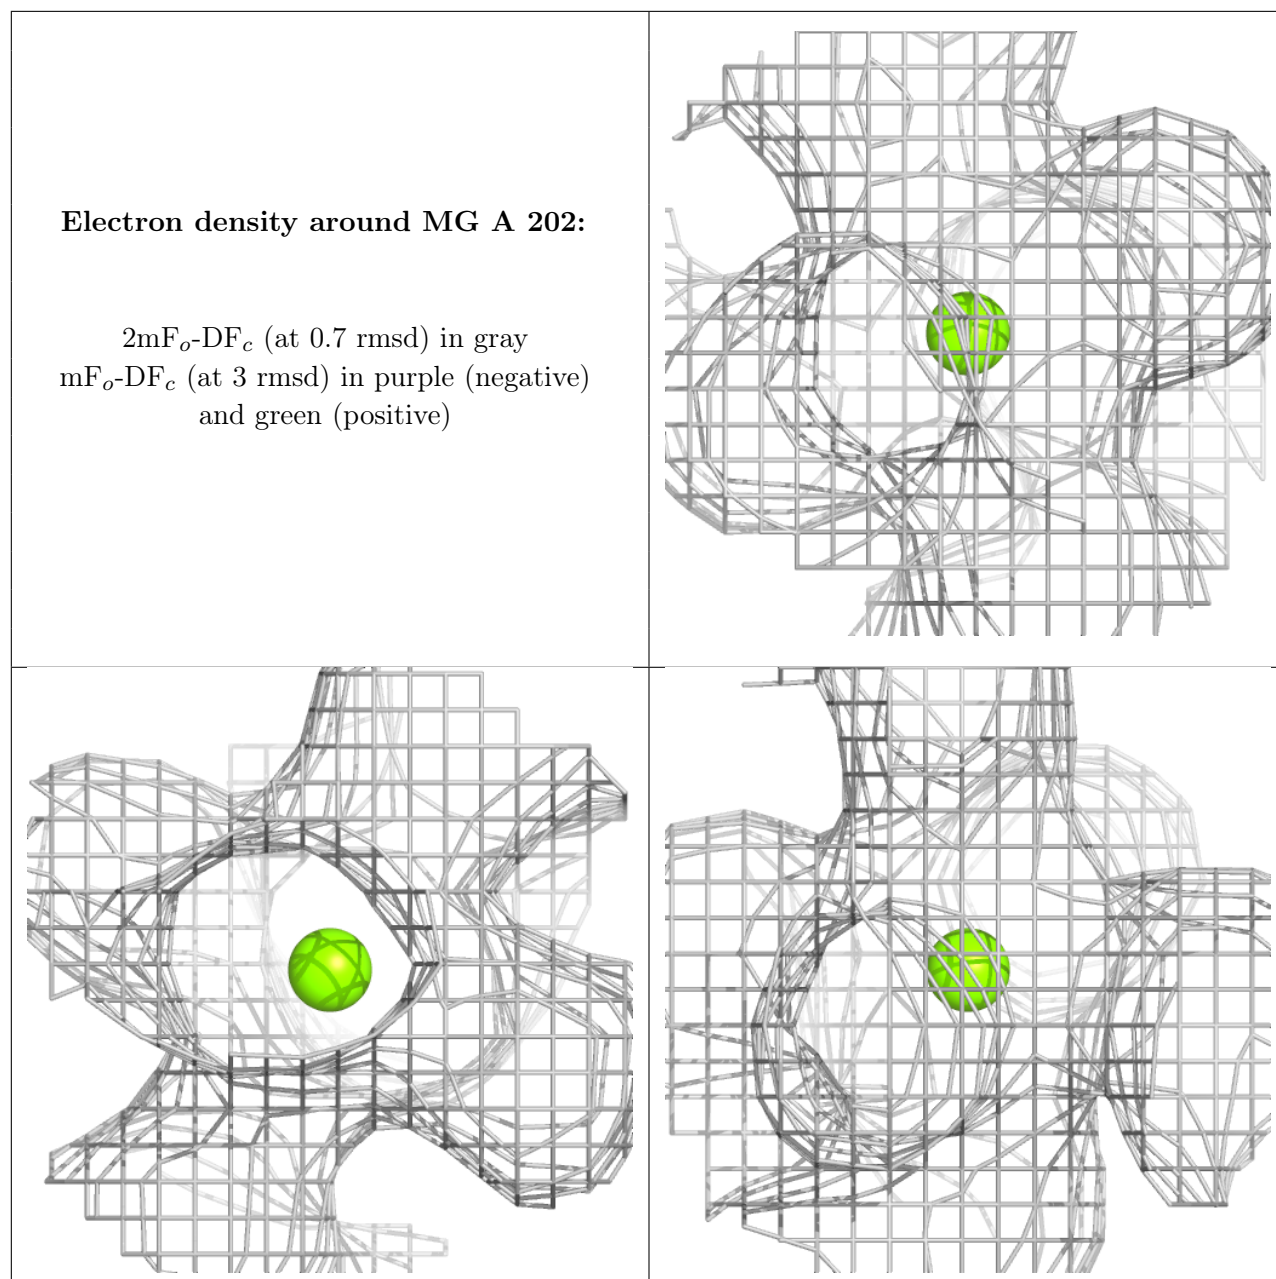 Electron density around MG A 202:
2mFo-DFc (at 0.7 rmsd) in gray
mFo-DFc (at 3 rmsd) in purple (negative)
and green (positive)